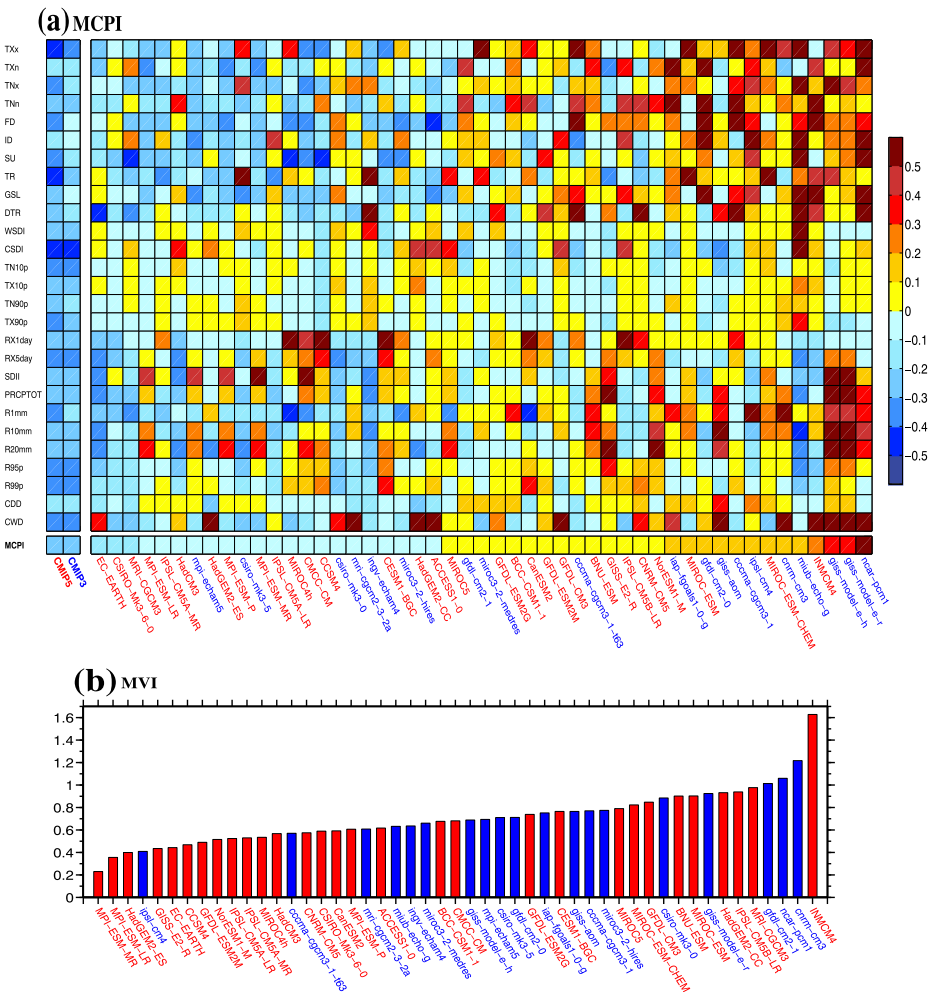 (a) MCPI
TXx
TXn
TNx
TNn
FD
ID
SU
TR
GSL
DTR
WSDI
CSDI
TN10p
TX10p
TN90p
TX90p
RX1day
RX5day
SDII
PRCPTOT
R1mm
R10mm
R20mm
R95p
R99p
CDD
CWD
MCPI
0.5
0.4
0.3
0.2
0.1
0
−0.1
−0.2
−0.3
−0.4
−0.5
CMIP5
CMIP3
EC−EARTH
CSIRO−Mk3−6−0
MRI−CGCM3
MPI−ESM−LR
IPSL−CM5A−MR
HadCM3
mpi−echam5
HadGEM2−ES
MPI−ESM−P
csiro−mk3−5
MPI−ESM−MR
IPSL−CM5A−LR
MIROC4h
CMCC−CM
CCSM4
csiro−mk3−0
mri−cgcm2−3−2a
ingv−echam4
miroc3−2−hires
CESM1−BGC
HadGEM2−CC
ACCESS1−0
MIROC5
gfdl−cm2−1
miroc3−2−medres
GFDL−ESM2G
BCC−CSM1−1
CanESM2
GFDL−CM3
GFDL−ESM2M
cccma−cgcm3−1−t63
BNU−ESM
GISS−E2−R
IPSL−CM5B−LR
CNRM−CM5
NorESM1−M
iap−fgoals1−0−g
MIROC−ESM
gfdl−cm2−0
giss−aom
cccma−cgcm3−1
ipsl−cm4
MIROC−ESM−CHEM
cnrm−cm3
miub−echo−g
INMCM4
giss−model−e−h
giss−model−e−r
ncar−pcm1
(b) MVI
1.6
1.4
1.2
1
0.8
0.6
0.4
0.2
0
MPI−ESM−MR
MPI−ESM−LR
HadGEM2−ES
ipsl−cm4
GISS−E2−R
EC−EARTH
CCSM4
GFDL−ESM2M
NorESM1−M
IPSL−CM5A−LR
IPSL−CM5A−MR
MIROC4h
HadCM3
cccma−cgcm3−1−t63
CNRM−CM5
CSIRO−Mk3−6−0
CanESM2
MPI−ESM−P
mri−cgcm2−3−2a
ACCESS1−0
miub−echo−g
ingv−echam4
miroc3−2−medres
BCC−CSM1−1
CMCC−CM
giss−model−e−h
mpi−echam5
csiro−mk3−5
gfdl−cm2−0
GFDL−ESM2G
iap−fgoals1−0−g
CESM1−BGC
giss−aom
cccma−cgcm3−1
miroc3−2−hires
MIROC5
MIROC−ESM−CHEM
GFDL−CM3
csiro−mk3−0
BNU−ESM
MIROC−ESM
giss−model−e−r
HadGEM2−CC
IPSL−CM5B−LR
MRI−CGCM3
gfdl−cm2−1
ncar−pcm1
cnrm−cm3
INMCM4